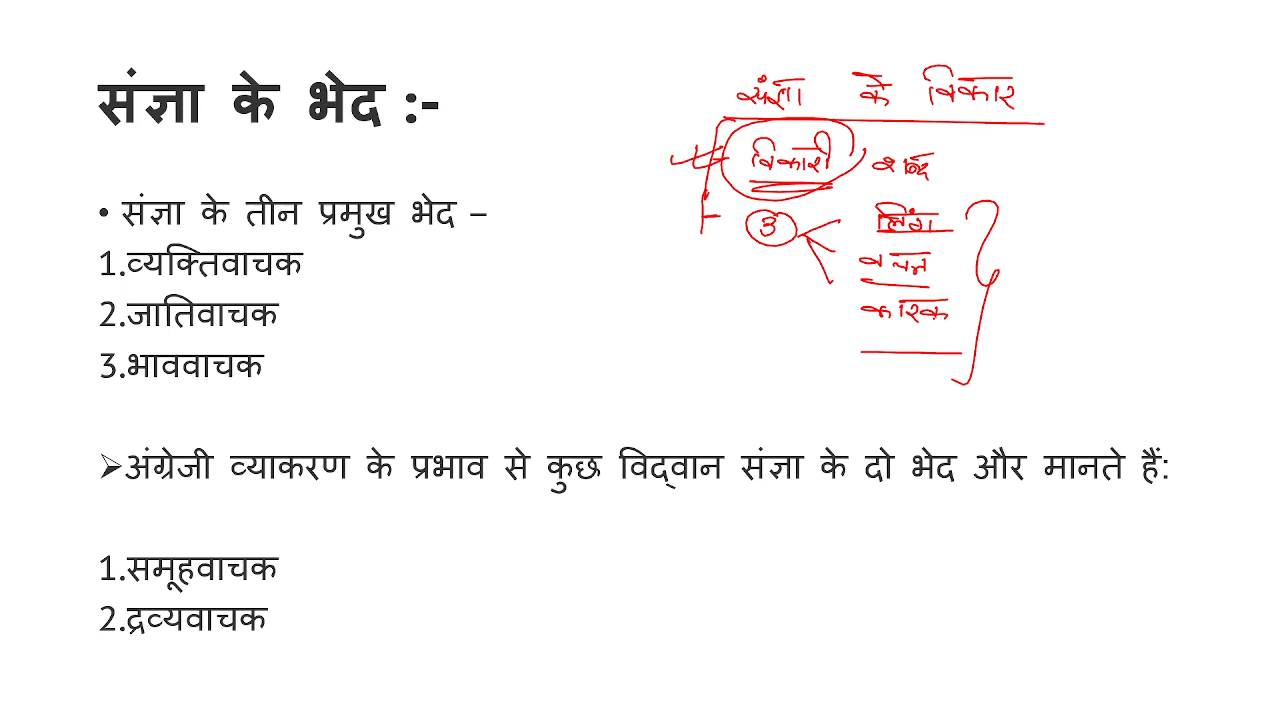 संज्ञा के भेद :-
• संज्ञा के तीन प्रमुख भेद –
1.व्यक्तिवाचक
2.जातिवाचक
3.भाववाचक
➢अंग्रेजी व्याकरण के प्रभाव से कुछ विद्वान संज्ञा के दो भेद और मानते हैं:
1.समूहवाचक
2.द्रव्यवाचक
संज्ञा के विकार
विकारी शब्द
3
लिंग
वचन
कारक